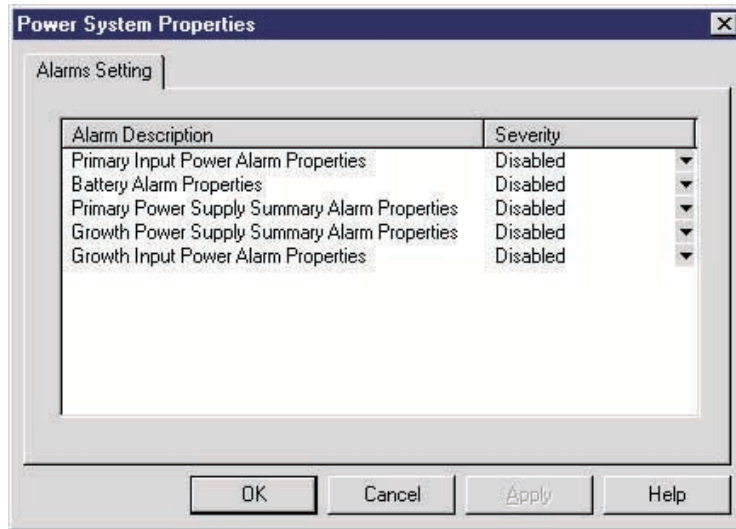 Power System Properties
Alarms Setting
Alarm Description Severity
Primary Input Power Alarm Properties Disabled
Battery Alarm Properties Disabled
Primary Power Supply Summary Alarm Properties Disabled
Growth Power Supply Summary Alarm Properties Disabled
Growth Input Power Alarm Properties Disabled
OK Cancel Apply Help